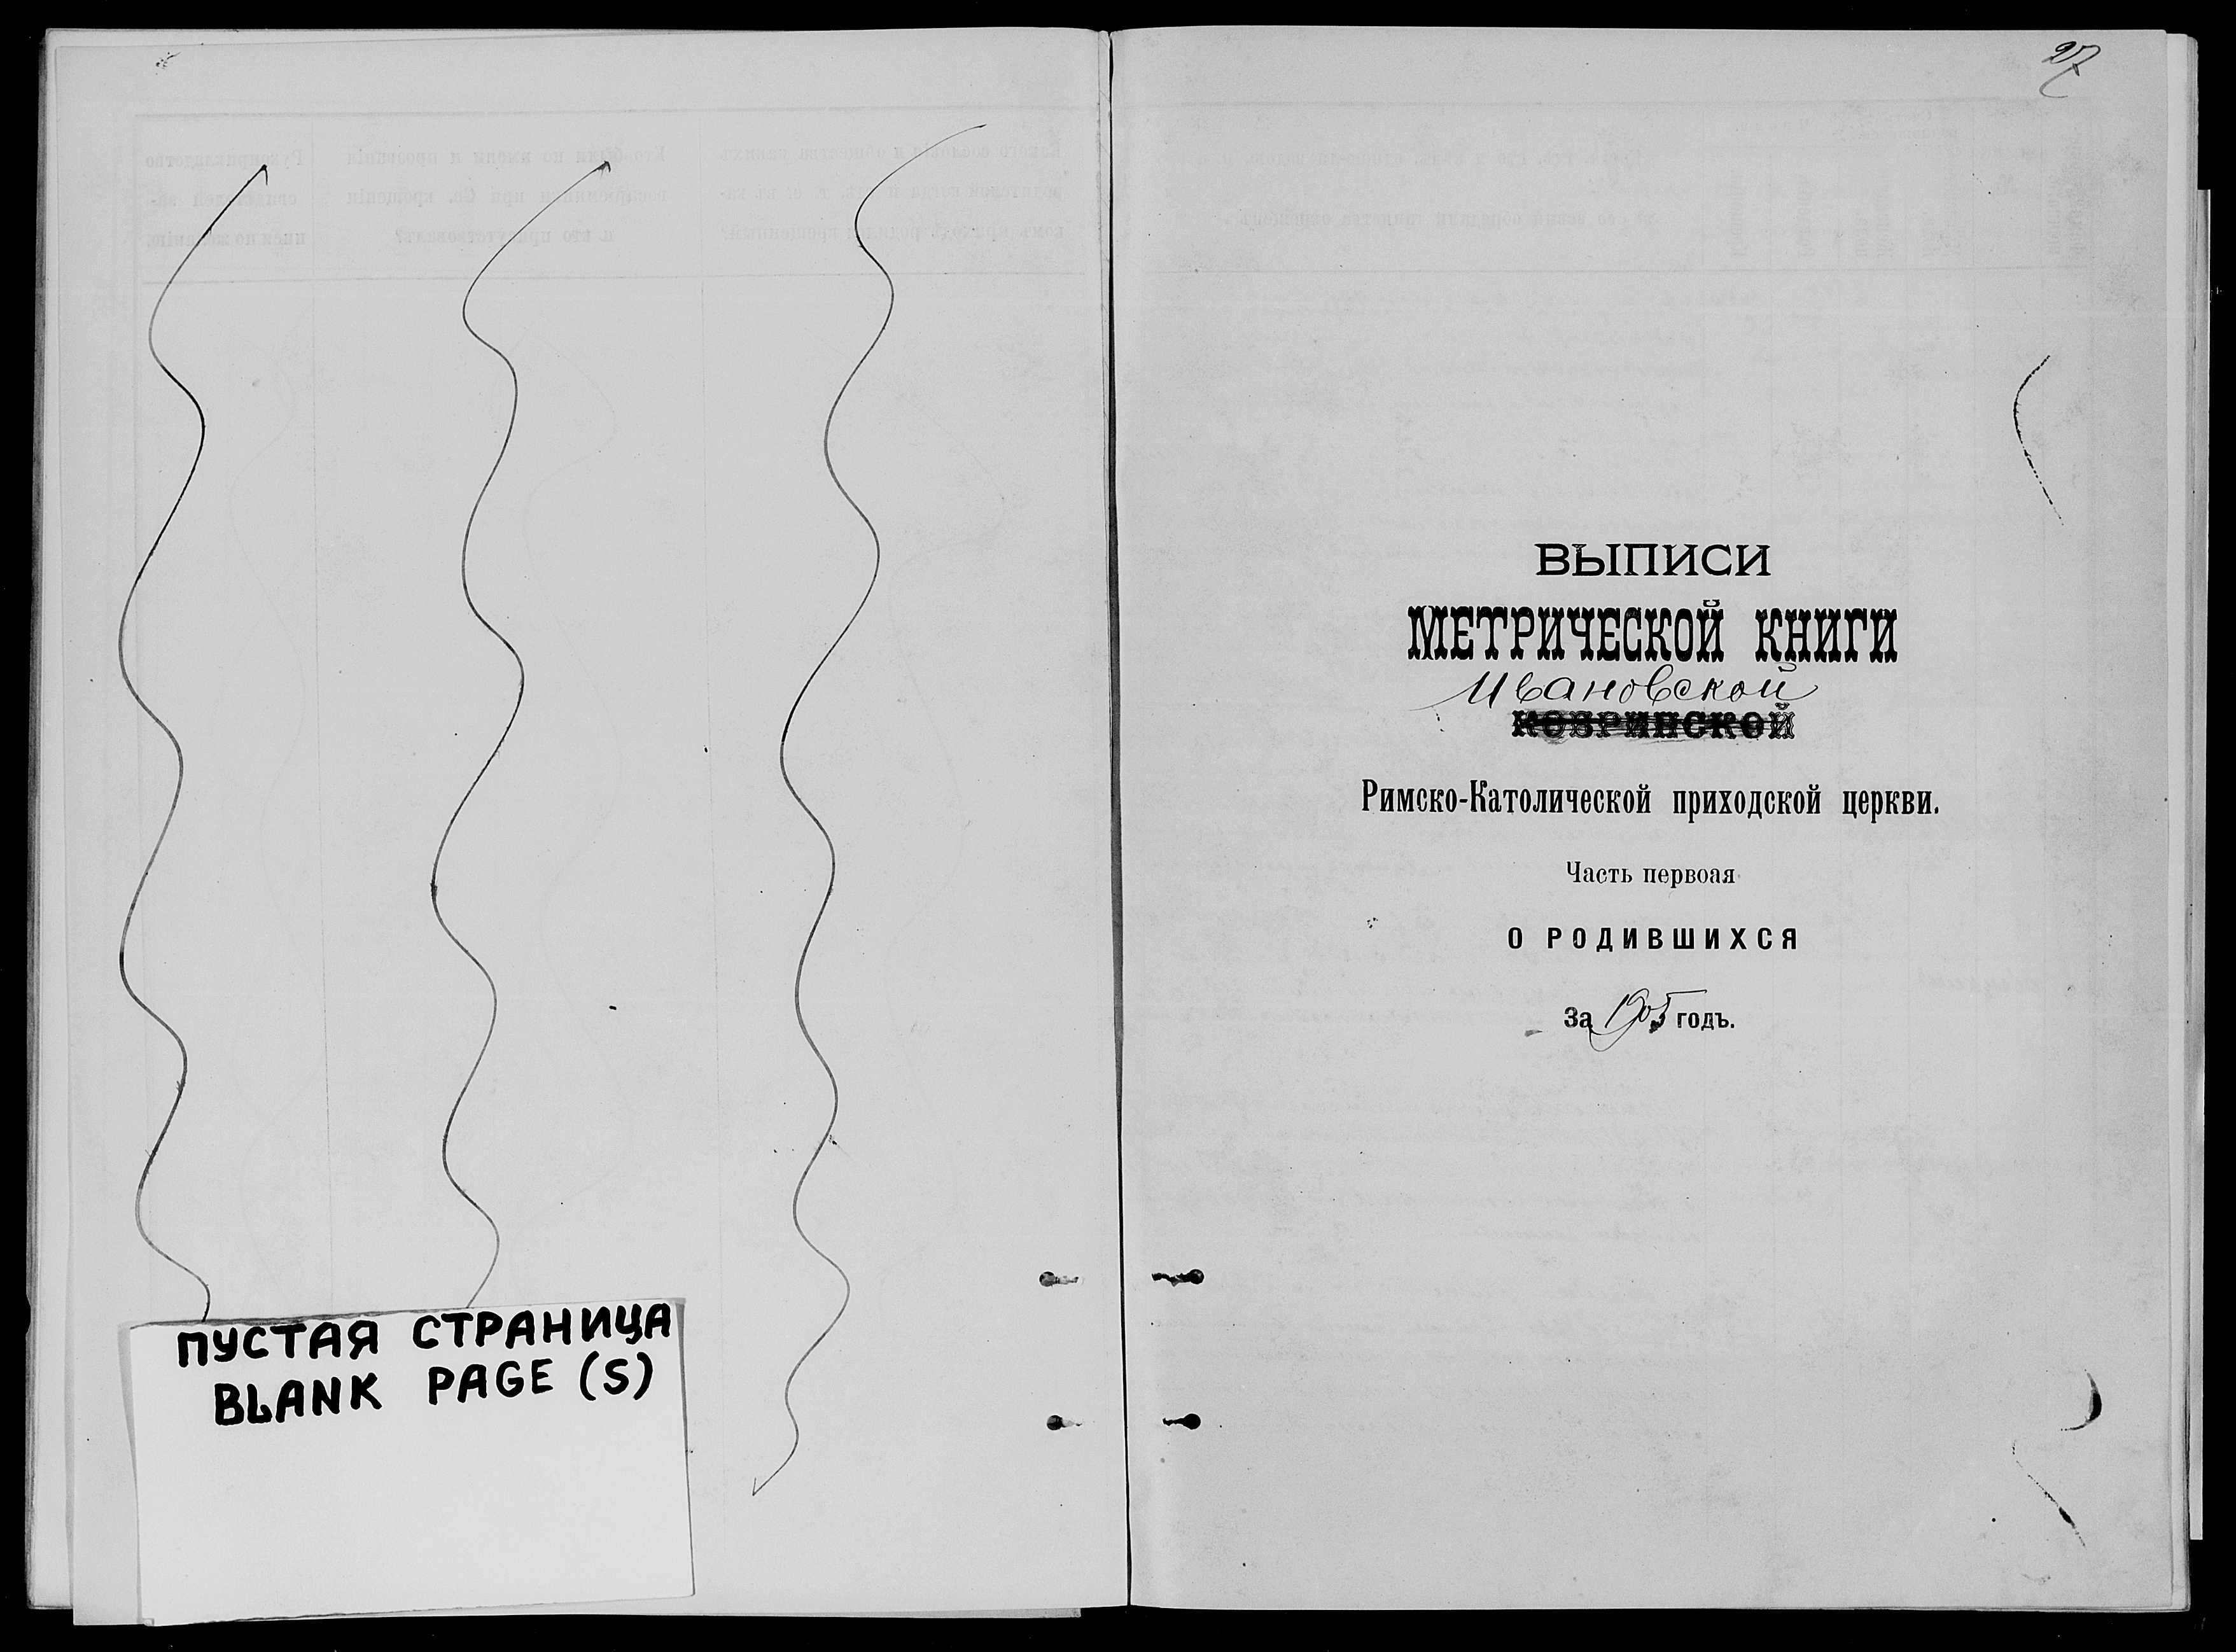 ПУСТАЯ СТРАНИЦА
BLANK PAGE (S)
27
ВЫПИСИ
МЕТРИЧЕСКОЙ КНИГИ
Ивановской
КОБРИНСКОЙ
Римско-Католической приходской церкви.
Часть первоая
О РОДИВШИХСЯ
За 1905 годъ.